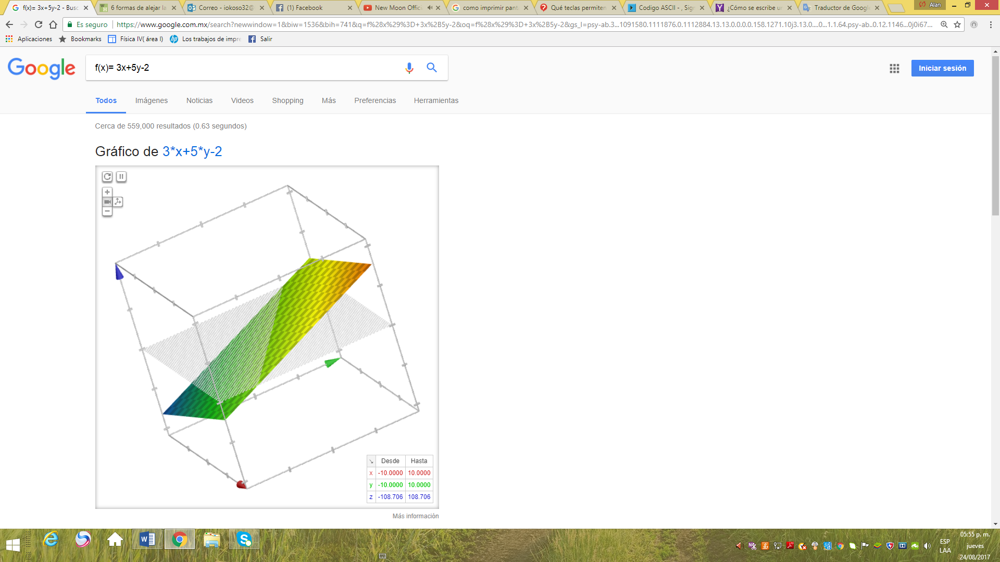 f(x)= 3x+5y-2 - Busc
6 formas de alejar la
Correo - iokoso32@
(1) Facebook
New Moon Offici
como imprimir pant
Qué teclas permiten
Codigo ASCII - , Sig
¿Cómo se escribe u
Traductor de Google
Alan
Es seguro
https://www.google.com.mx/search?newwindow=1&biw=1536&bih=741&q=f%28x%29%3D+3x%2B5y-2&oq=f%28x%29%3D+3x%2B5y-2&gs_l=psy-ab.3...1091580.1111876.0.1112884.13.13.0.0.0.0.158.1271.10j3.13.0....0...1.1.64.psy-ab..0.12.1146...0j0i67...
Aplicaciones
Bookmarks
Física IV( área I)
Los trabajos de impre
Salir
Google
f(x)= 3x+5y-2
Iniciar sesión
Todos
Imágenes
Noticias
Videos
Shopping
Más
Preferencias
Herramientas
Cerca de 559,000 resultados (0.63 segundos)
Gráfico de 3*x+5*y-2
Desde Hasta
x -10.0000 10.0000
y -10.0000 10.0000
z -108.706 108.706
Más información
ESP
LAA
05:55 p. m.
jueves
24/08/2017